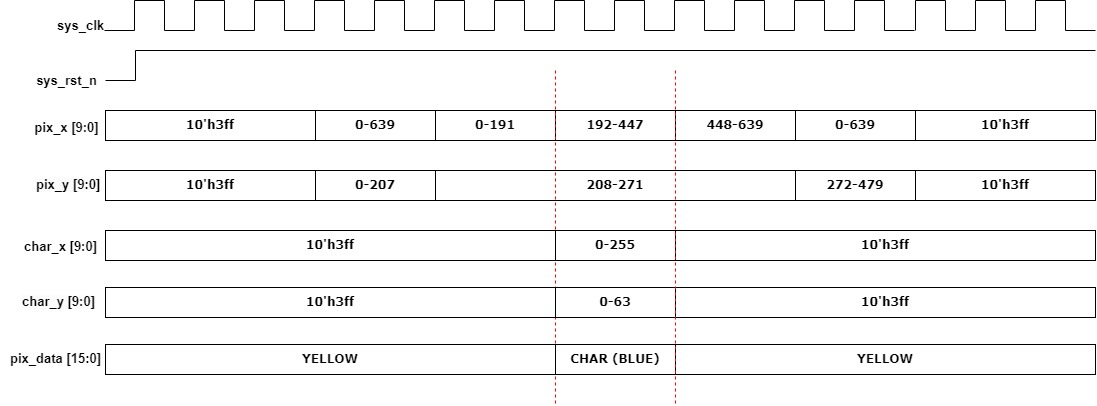 sys_clk
sys_rst_n
pix_x [9:0] 10'h3ff 0-639 0-191 192-447 448-639 0-639 10'h3ff
pix_y [9:0] 10'h3ff 0-207 208-271 272-479 10'h3ff
char_x [9:0] 10'h3ff 0-255 10'h3ff
char_y [9:0] 10'h3ff 0-63 10'h3ff
pix_data [15:0] YELLOW CHAR (BLUE) YELLOW